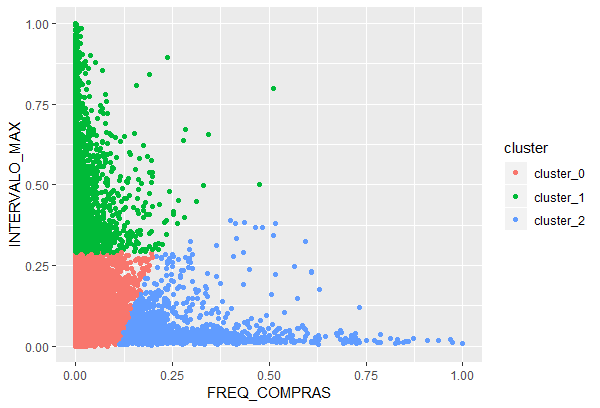 1.00
0.75
0.50
0.25
0.00
INTERVALO_MAX
0.00 0.25 0.50 0.75 1.00
FREQ_COMPRAS
cluster
cluster_0
cluster_1
cluster_2